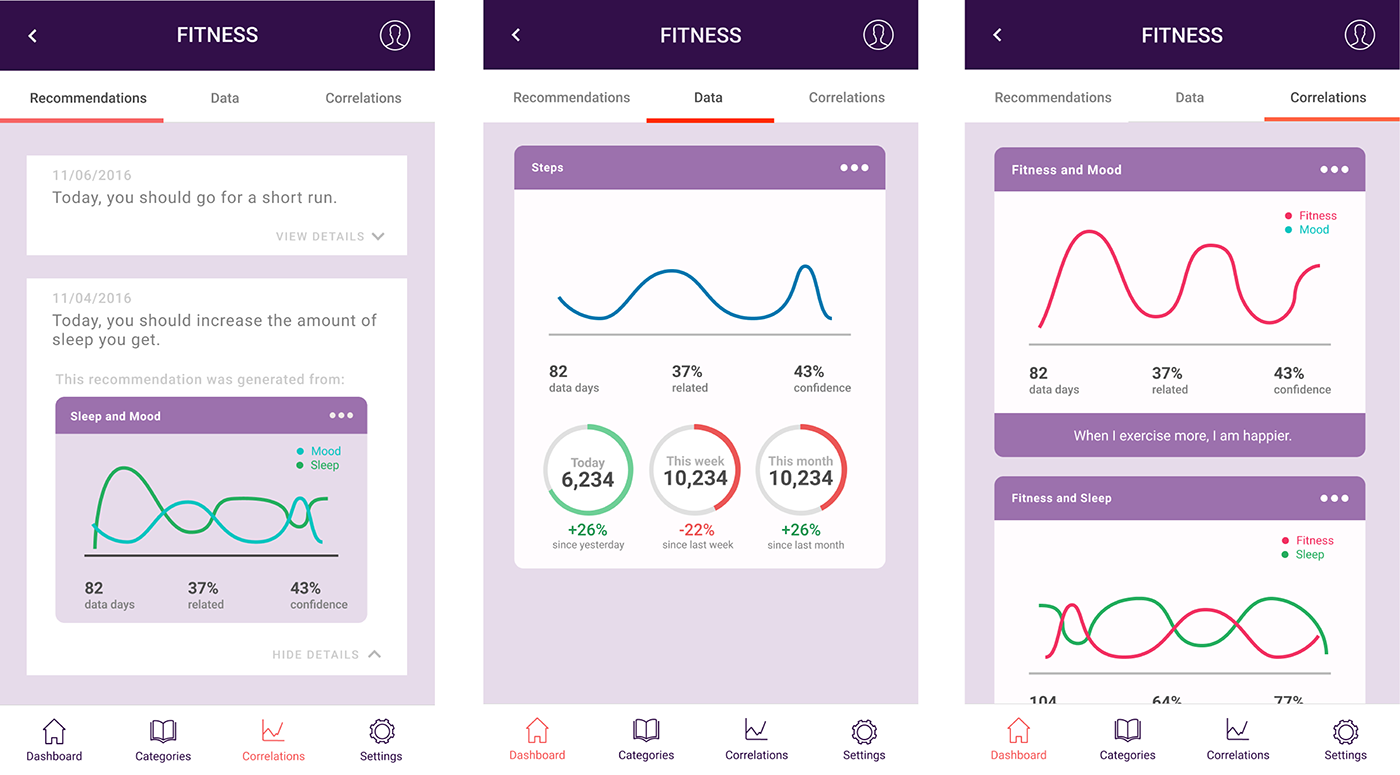 FITNESS
Recommendations Data Correlations
11/06/2016
Today, you should go for a short run.
VIEW DETAILS
11/04/2016
Today, you should increase the amount of
sleep you get.
This recommendation was generated from:
Sleep and Mood
Mood
Sleep
82 37% 43%
data days related confidence
HIDE DETAILS
Dashboard Categories Correlations Settings
FITNESS
Recommendations Data Correlations
Steps
82 37% 43%
data days related confidence
Today This week This month
6,234 10,234 10,234
+26% -22% +26%
since yesterday since last week since last month
Dashboard Categories Correlations Settings
FITNESS
Recommendations Data Correlations
Fitness and Mood
Fitness
Mood
82 37% 43%
data days related confidence
When I exercise more, I am happier.
Fitness and Sleep
Fitness
Sleep
104 64% 77%
Dashboard Categories Correlations Settings